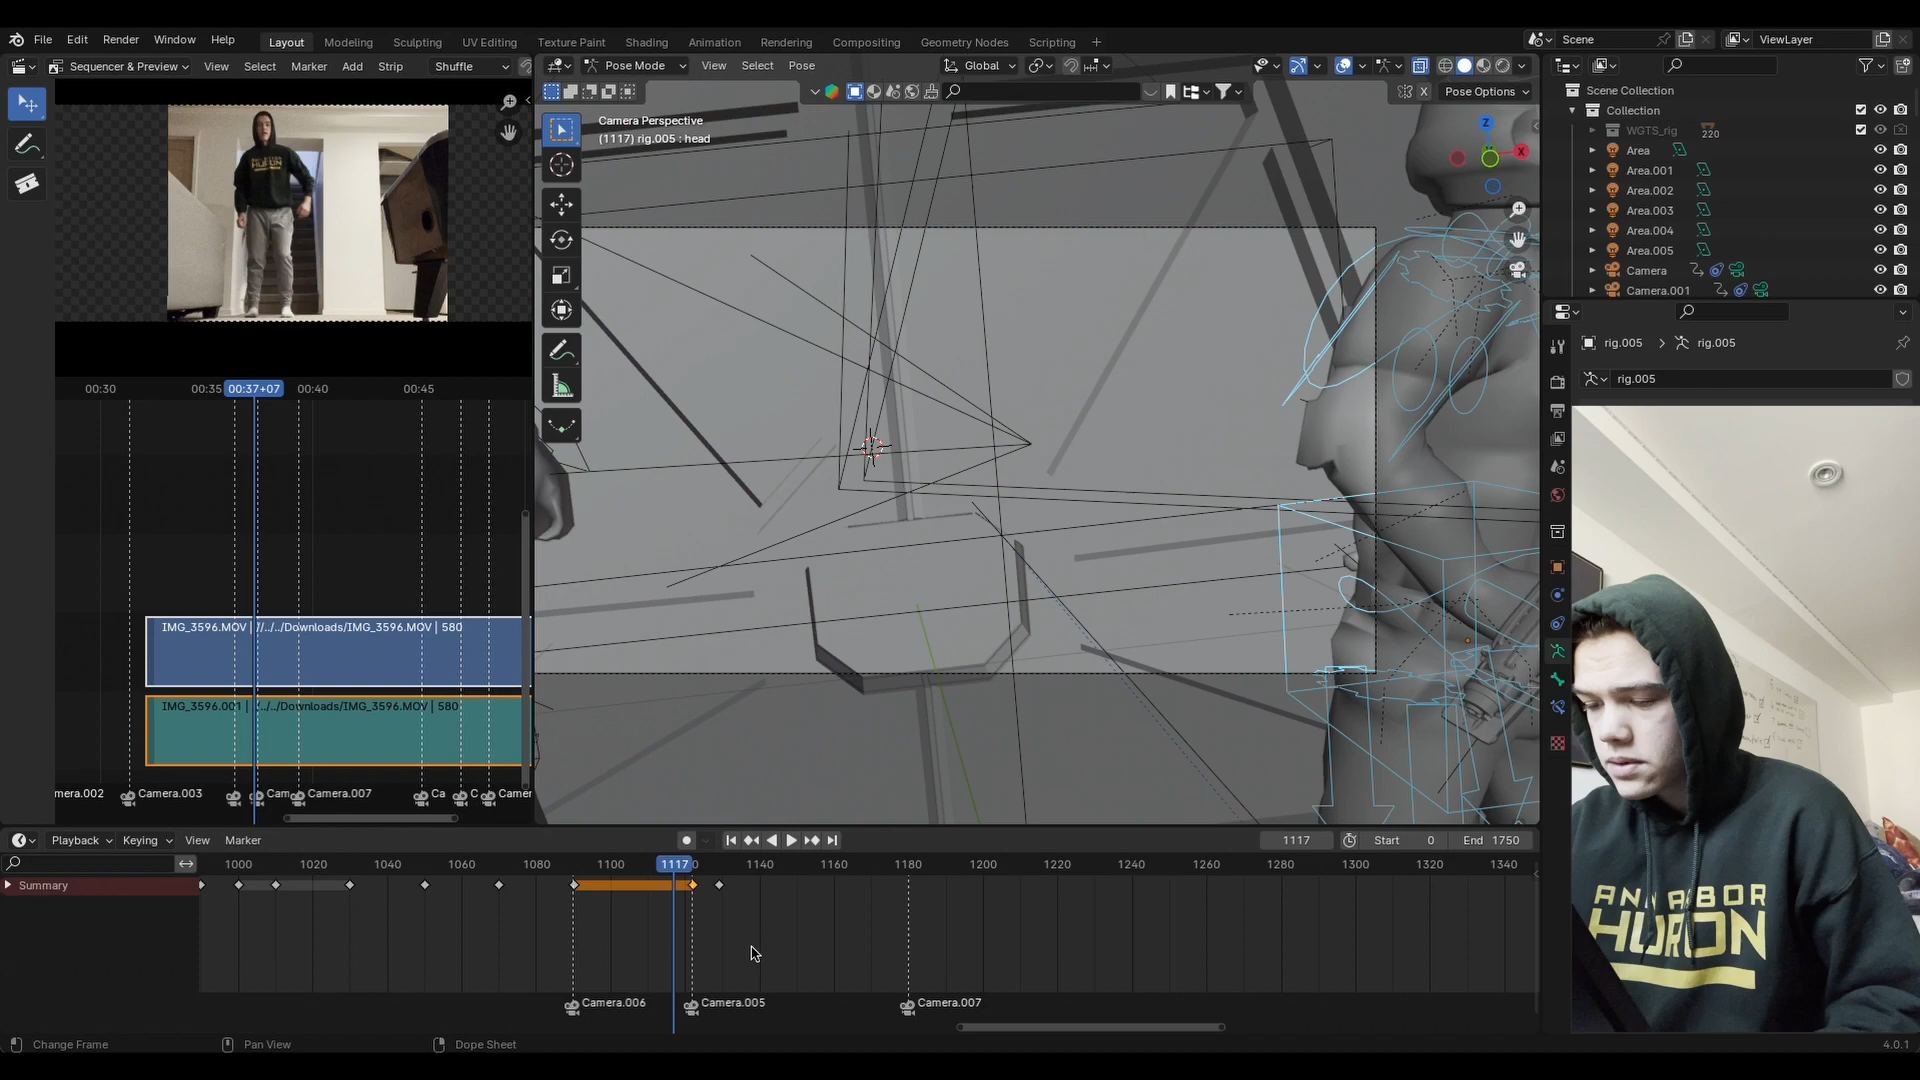 File Edit Render Window Help
Layout Modeling Sculpting UV Editing Texture Paint Shading Animation Rendering Compositing Geometry Nodes Scripting +
Scene
ViewLayer
Sequencer & Preview View Select Marker Add Strip Shuffle
Pose Mode View Select Pose Global
X Pose Options
Camera Perspective
(1117) rig.005 : head
Z
X
Scene Collection
Collection
WGTS_rig 220
Area
Area.001
Area.002
Area.003
Area.004
Area.005
Camera
Camera.001
rig.005 > rig.005
rig.005
00:30 00:35 00:37+07 00:40 00:45
IMG_3596.MOV | //../../Downloads/IMG_3596.MOV | 580
IMG_3596.001 | //../../Downloads/IMG_3596.MOV | 580
mera.002 Camera.003 Cam Camera.007 Ca C Camer
Playback Keying View Marker
1117 Start 0 End 1750
1000 1020 1040 1060 1080 1100 1117 1140 1160 1180 1200 1220 1240 1260 1280 1300 1320 1340
Summary
Camera.006 Camera.005 Camera.007
ANN ARBOR
HURON
Change Frame Pan View Dope Sheet
4.0.1